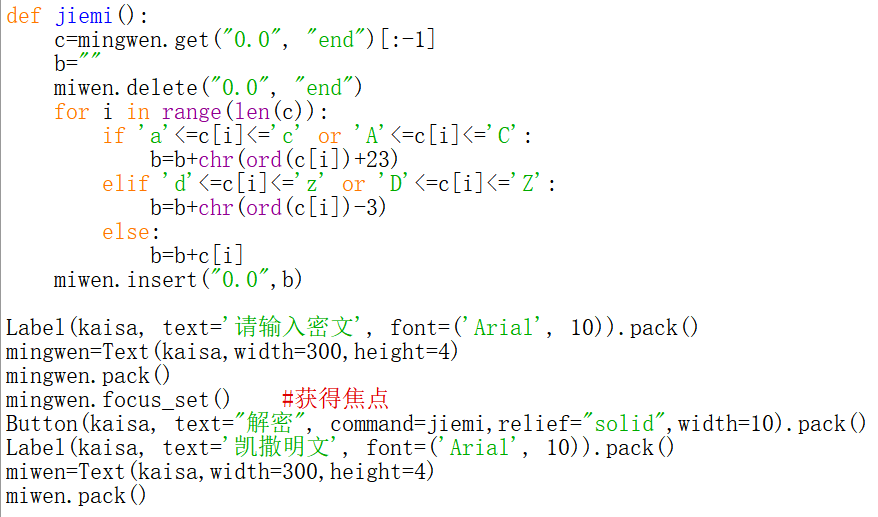 def jiemi():
    c=mingwen.get("0.0", "end")[:-1]
    b=""
    miwen.delete("0.0", "end")
    for i in range(len(c)):
        if 'a'<=c[i]<='c' or 'A'<=c[i]<='C':
            b=b+chr(ord(c[i])+23)
        elif 'd'<=c[i]<='z' or 'D'<=c[i]<='Z':
            b=b+chr(ord(c[i])-3)
        else:
            b=b+c[i]
    miwen.insert("0.0",b)
Label(kaisa, text='请输入密文', font=('Arial', 10)).pack()
mingwen=Text(kaisa,width=300,height=4)
mingwen.pack()
mingwen.focus_set()    #获得焦点
Button(kaisa, text="解密", command=jiemi,relief="solid",width=10).pack()
Label(kaisa, text='凯撒明文', font=('Arial', 10)).pack()
miwen=Text(kaisa,width=300,height=4)
miwen.pack()